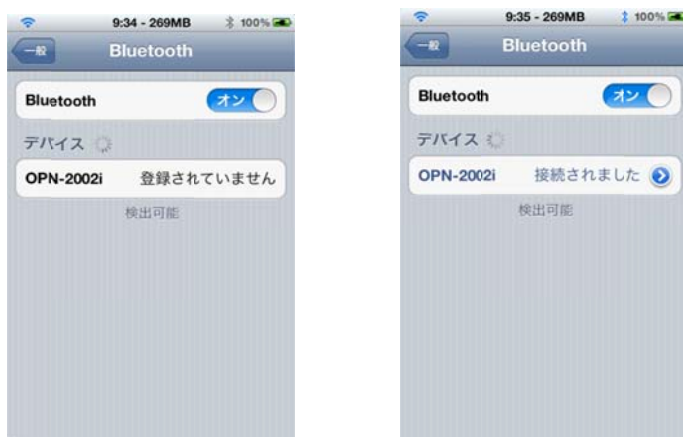 9:34 - 269MB 100%
一般 Bluetooth
Bluetooth オン
デバイス
OPN-2002i 登録されていません
検出可能
9:35 - 269MB 100%
一般 Bluetooth
Bluetooth オン
デバイス
OPN-2002i 接続されました
検出可能